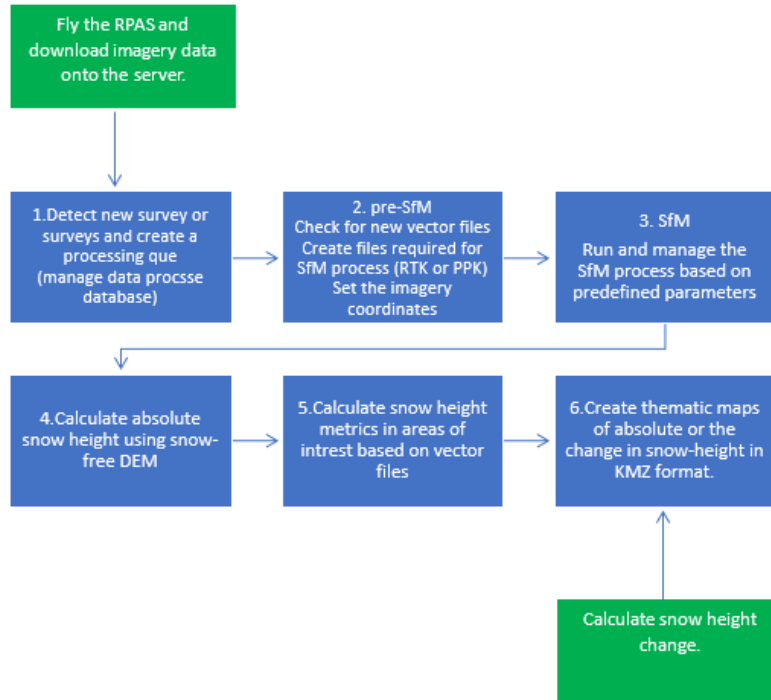 Fly the RPAS and
download imagery data
onto the server.
1.Detect new survey or
surveys and create a
processing que
(manage data procsse
database)
2. pre-SfM
Check for new vector files
Create files required for
SfM process (RTK or PPK)
Set the imagery
coordinates
3. SfM
Run and manage the
SfM process based on
predefined parameters
4.Calculate absolute
snow height using snow-
free DEM
5.Calculate snow height
metrics in areas of
intrest based on vector
files
6.Create thematic maps
of absolute or the
change in snow-height in
KMZ format.
Calculate snow height
change.